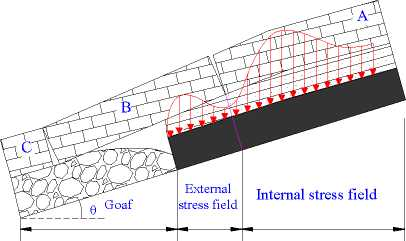 A
B
C
θ
Goaf
External
stress field
Internal stress field